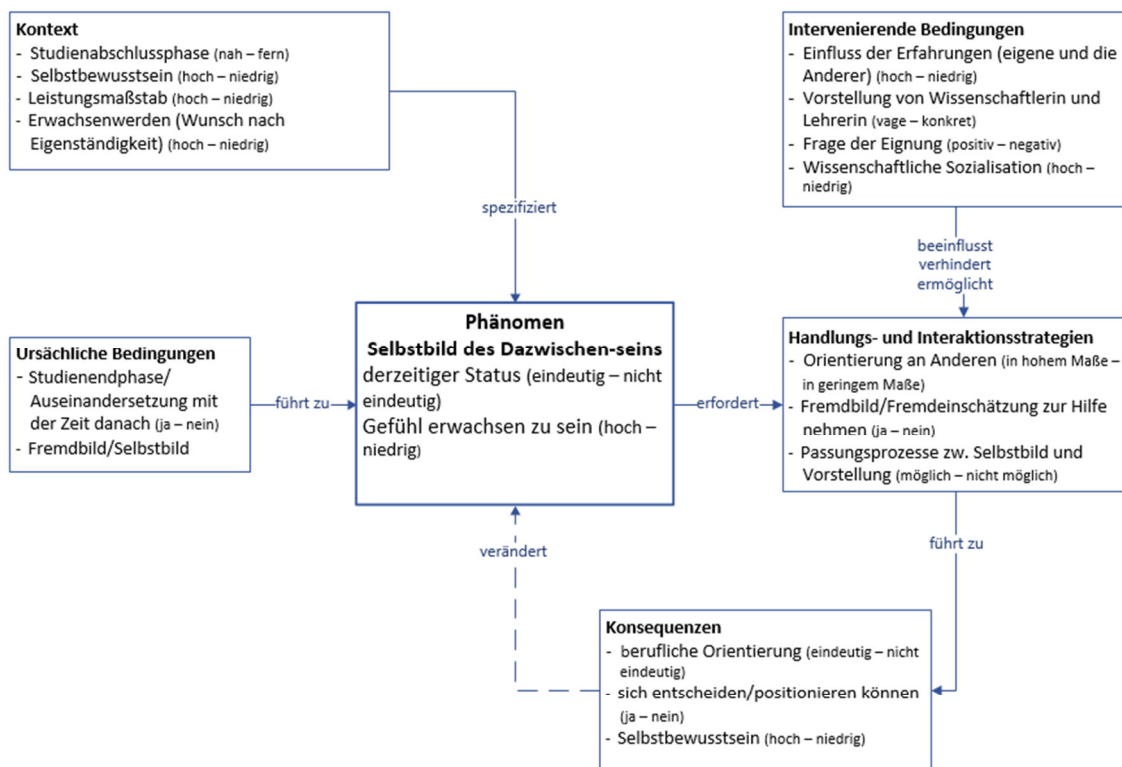 Kontext
- Studienabschlussphase (nah – fern)
- Selbstbewusstsein (hoch – niedrig)
- Leistungsmaßstab (hoch – niedrig)
- Erwachsenwerden (Wunsch nach
Eigenständigkeit) (hoch – niedrig)
Intervenierende Bedingungen
- Einfluss der Erfahrungen (eigene und die
Anderer) (hoch – niedrig)
- Vorstellung von Wissenschaftlerin und
Lehrerin (vage – konkret)
- Frage der Eignung (positiv – negativ)
- Wissenschaftliche Sozialisation (hoch –
niedrig)
spezifiziert
beeinflusst
verhindert
ermöglicht
Ursächliche Bedingungen
- Studienendphase/
Auseinandersetzung mit
der Zeit danach (ja – nein)
- Fremdbild/Selbstbild
führt zu
Phänomen
Selbstbild des Dazwischen-seins
derzeitiger Status (eindeutig – nicht
eindeutig)
Gefühl erwachsen zu sein (hoch –
niedrig)
erfordert
Handlungs- und Interaktionsstrategien
- Orientierung an Anderen (in hohem Maße –
in geringem Maße)
- Fremdbild/Fremdeinschätzung zur Hilfe
nehmen (ja – nein)
- Passungsprozesse zw. Selbstbild und
Vorstellung (möglich – nicht möglich)
verändert
führt zu
Konsequenzen
- berufliche Orientierung (eindeutig – nicht
eindeutig)
- sich entscheiden/positionieren können
(ja – nein)
- Selbstbewusstsein (hoch – niedrig)